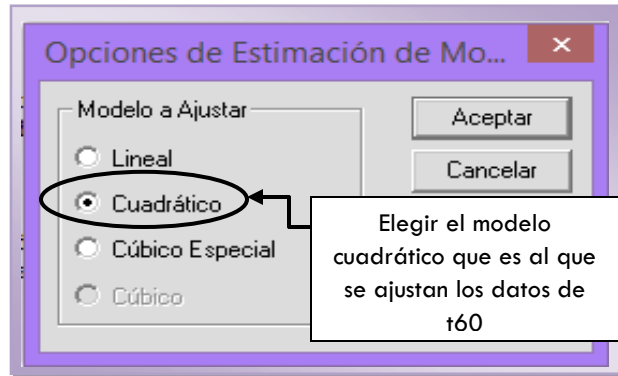 Opciones de Estimación de Mo...
Modelo a Ajustar
Lineal
Cuadrático
Cúbico Especial
Cúbico
Aceptar
Cancelar
Elegir el modelo
cuadrático que es al que
se ajustan los datos de
t60